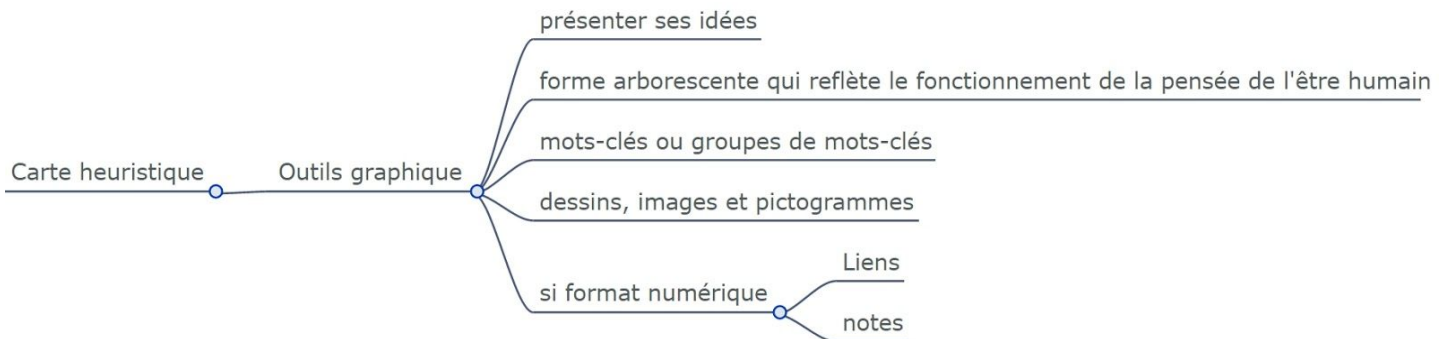 présenter ses idées
forme arborescente qui reflète le fonctionnement de la pensée de l'être humain
mots-clés ou groupes de mots-clés
Carte heuristique
Outils graphique
dessins, images et pictogrammes
Liens
si format numérique
notes